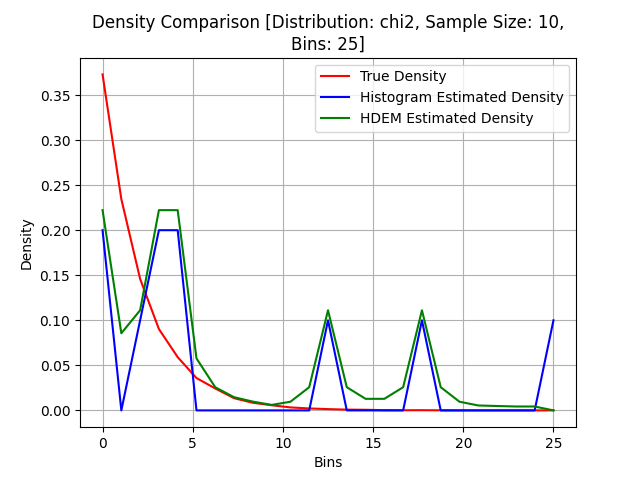 Density Comparison [Distribution: chi2, Sample Size: 10,
Bins: 25]
True Density
Histogram Estimated Density
HDEM Estimated Density
Density
0.35
0.30
0.25
0.20
0.15
0.10
0.05
0.00
0 5 10 15 20 25
Bins